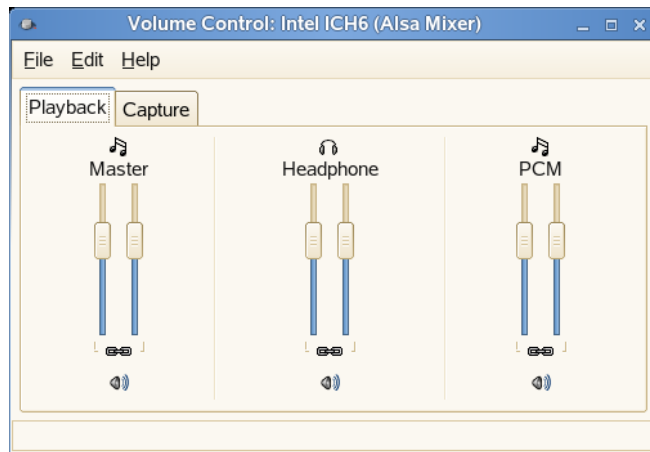 Volume Control: Intel ICH6 (Alsa Mixer)
File Edit Help
Playback Capture
Master Headphone PCM